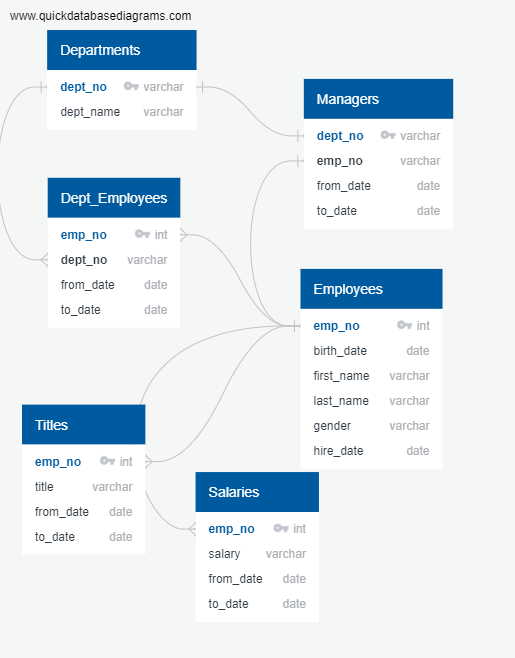 www.quickdatabasediagrams.com
Departments
dept_no varchar
dept_name varchar
Managers
dept_no varchar
emp_no varchar
from_date date
to_date date
Dept_Employees
emp_no int
dept_no varchar
from_date date
to_date date
Employees
emp_no int
birth_date date
first_name varchar
last_name varchar
gender varchar
hire_date date
Titles
emp_no int
title varchar
from_date date
to_date date
Salaries
emp_no int
salary varchar
from_date date
to_date date